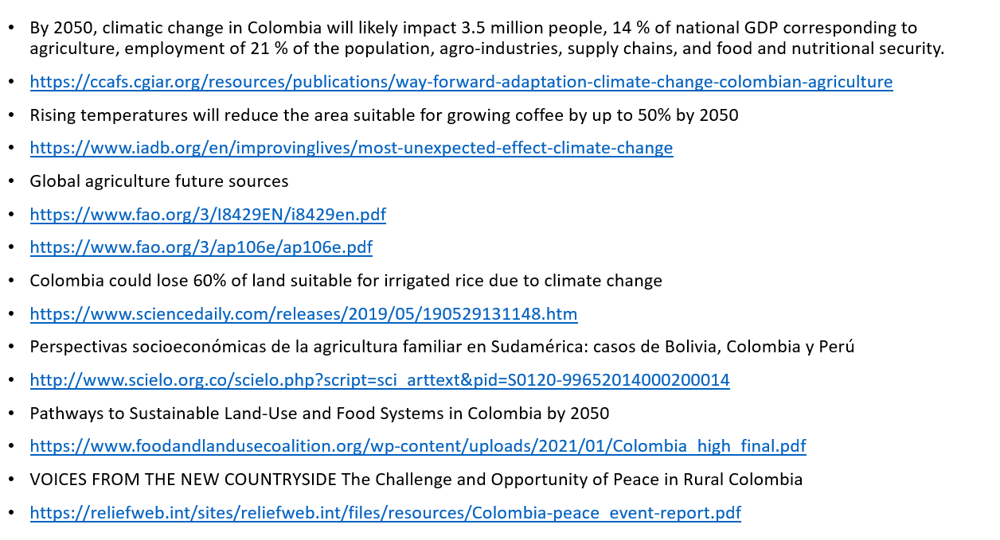 • By 2050, climatic change in Colombia will likely impact 3.5 million people, 14 % of national GDP corresponding to
agriculture, employment of 21 % of the population, agro-industries, supply chains, and food and nutritional security.
• https://ccafs.cgiar.org/resources/publications/way-forward-adaptation-climate-change-colombian-agriculture
• Rising temperatures will reduce the area suitable for growing coffee by up to 50% by 2050
• https://www.iadb.org/en/improvinglives/most-unexpected-effect-climate-change
• Global agriculture future sources
• https://www.fao.org/3/I8429EN/i8429en.pdf
• https://www.fao.org/3/ap106e/ap106e.pdf
• Colombia could lose 60% of land suitable for irrigated rice due to climate change
• https://www.sciencedaily.com/releases/2019/05/190529131148.htm
• Perspectivas socioeconómicas de la agricultura familiar en Sudamérica: casos de Bolivia, Colombia y Perú
• http://www.scielo.org.co/scielo.php?script=sci_arttext&pid=S0120-99652014000200014
• Pathways to Sustainable Land-Use and Food Systems in Colombia by 2050
• https://www.foodandlandusecoalition.org/wp-content/uploads/2021/01/Colombia_high_final.pdf
• VOICES FROM THE NEW COUNTRYSIDE The Challenge and Opportunity of Peace in Rural Colombia
• https://reliefweb.int/sites/reliefweb.int/files/resources/Colombia-peace_event-report.pdf